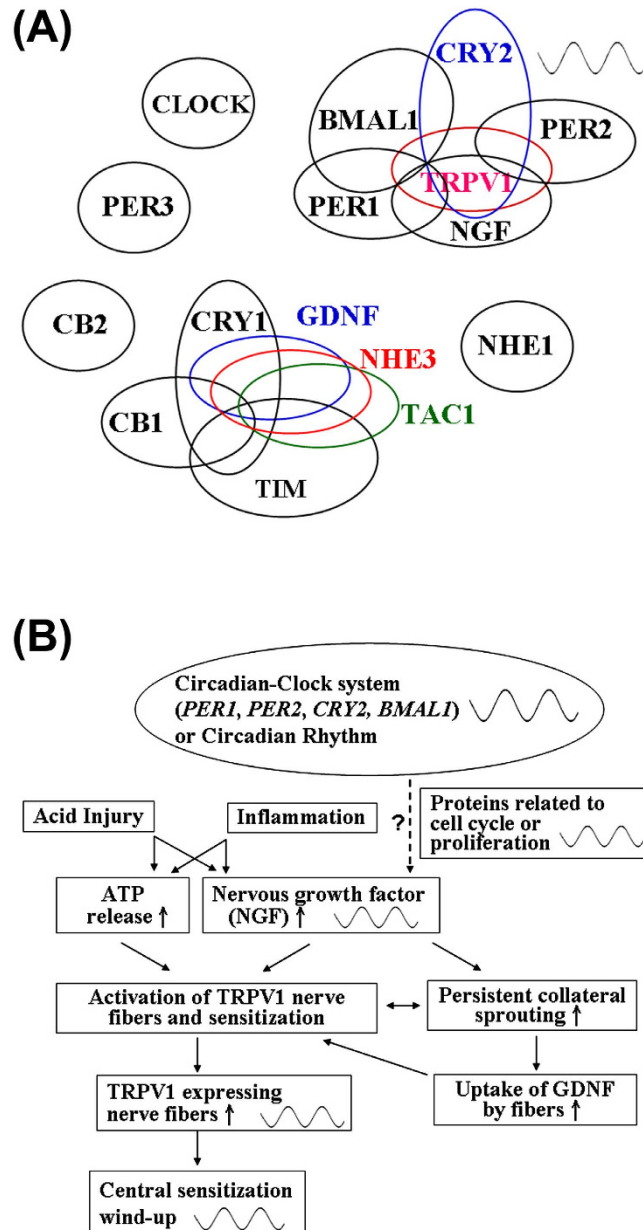 (A)
CRY2
CLOCK
BMAL1
PER2
TRPV1
PER3
PER1
NGF
CB2
CRY1
GDNF
NHE1
NHE3
CB1
TAC1
TIM
(B)
Circadian-Clock system
(PER1, PER2, CRY2, BMAL1)
or Circadian Rhythm
Acid Injury
Inflammation
?
Proteins related to
cell cycle or
proliferation
ATP
release ↑
Nervous growth factor
(NGF) ↑
Activation of TRPV1 nerve
fibers and sensitization
Persistent collateral
sprouting ↑
TRPV1 expressing
nerve fibers ↑
Uptake of GDNF
by fibers ↑
Central sensitization
wind-up